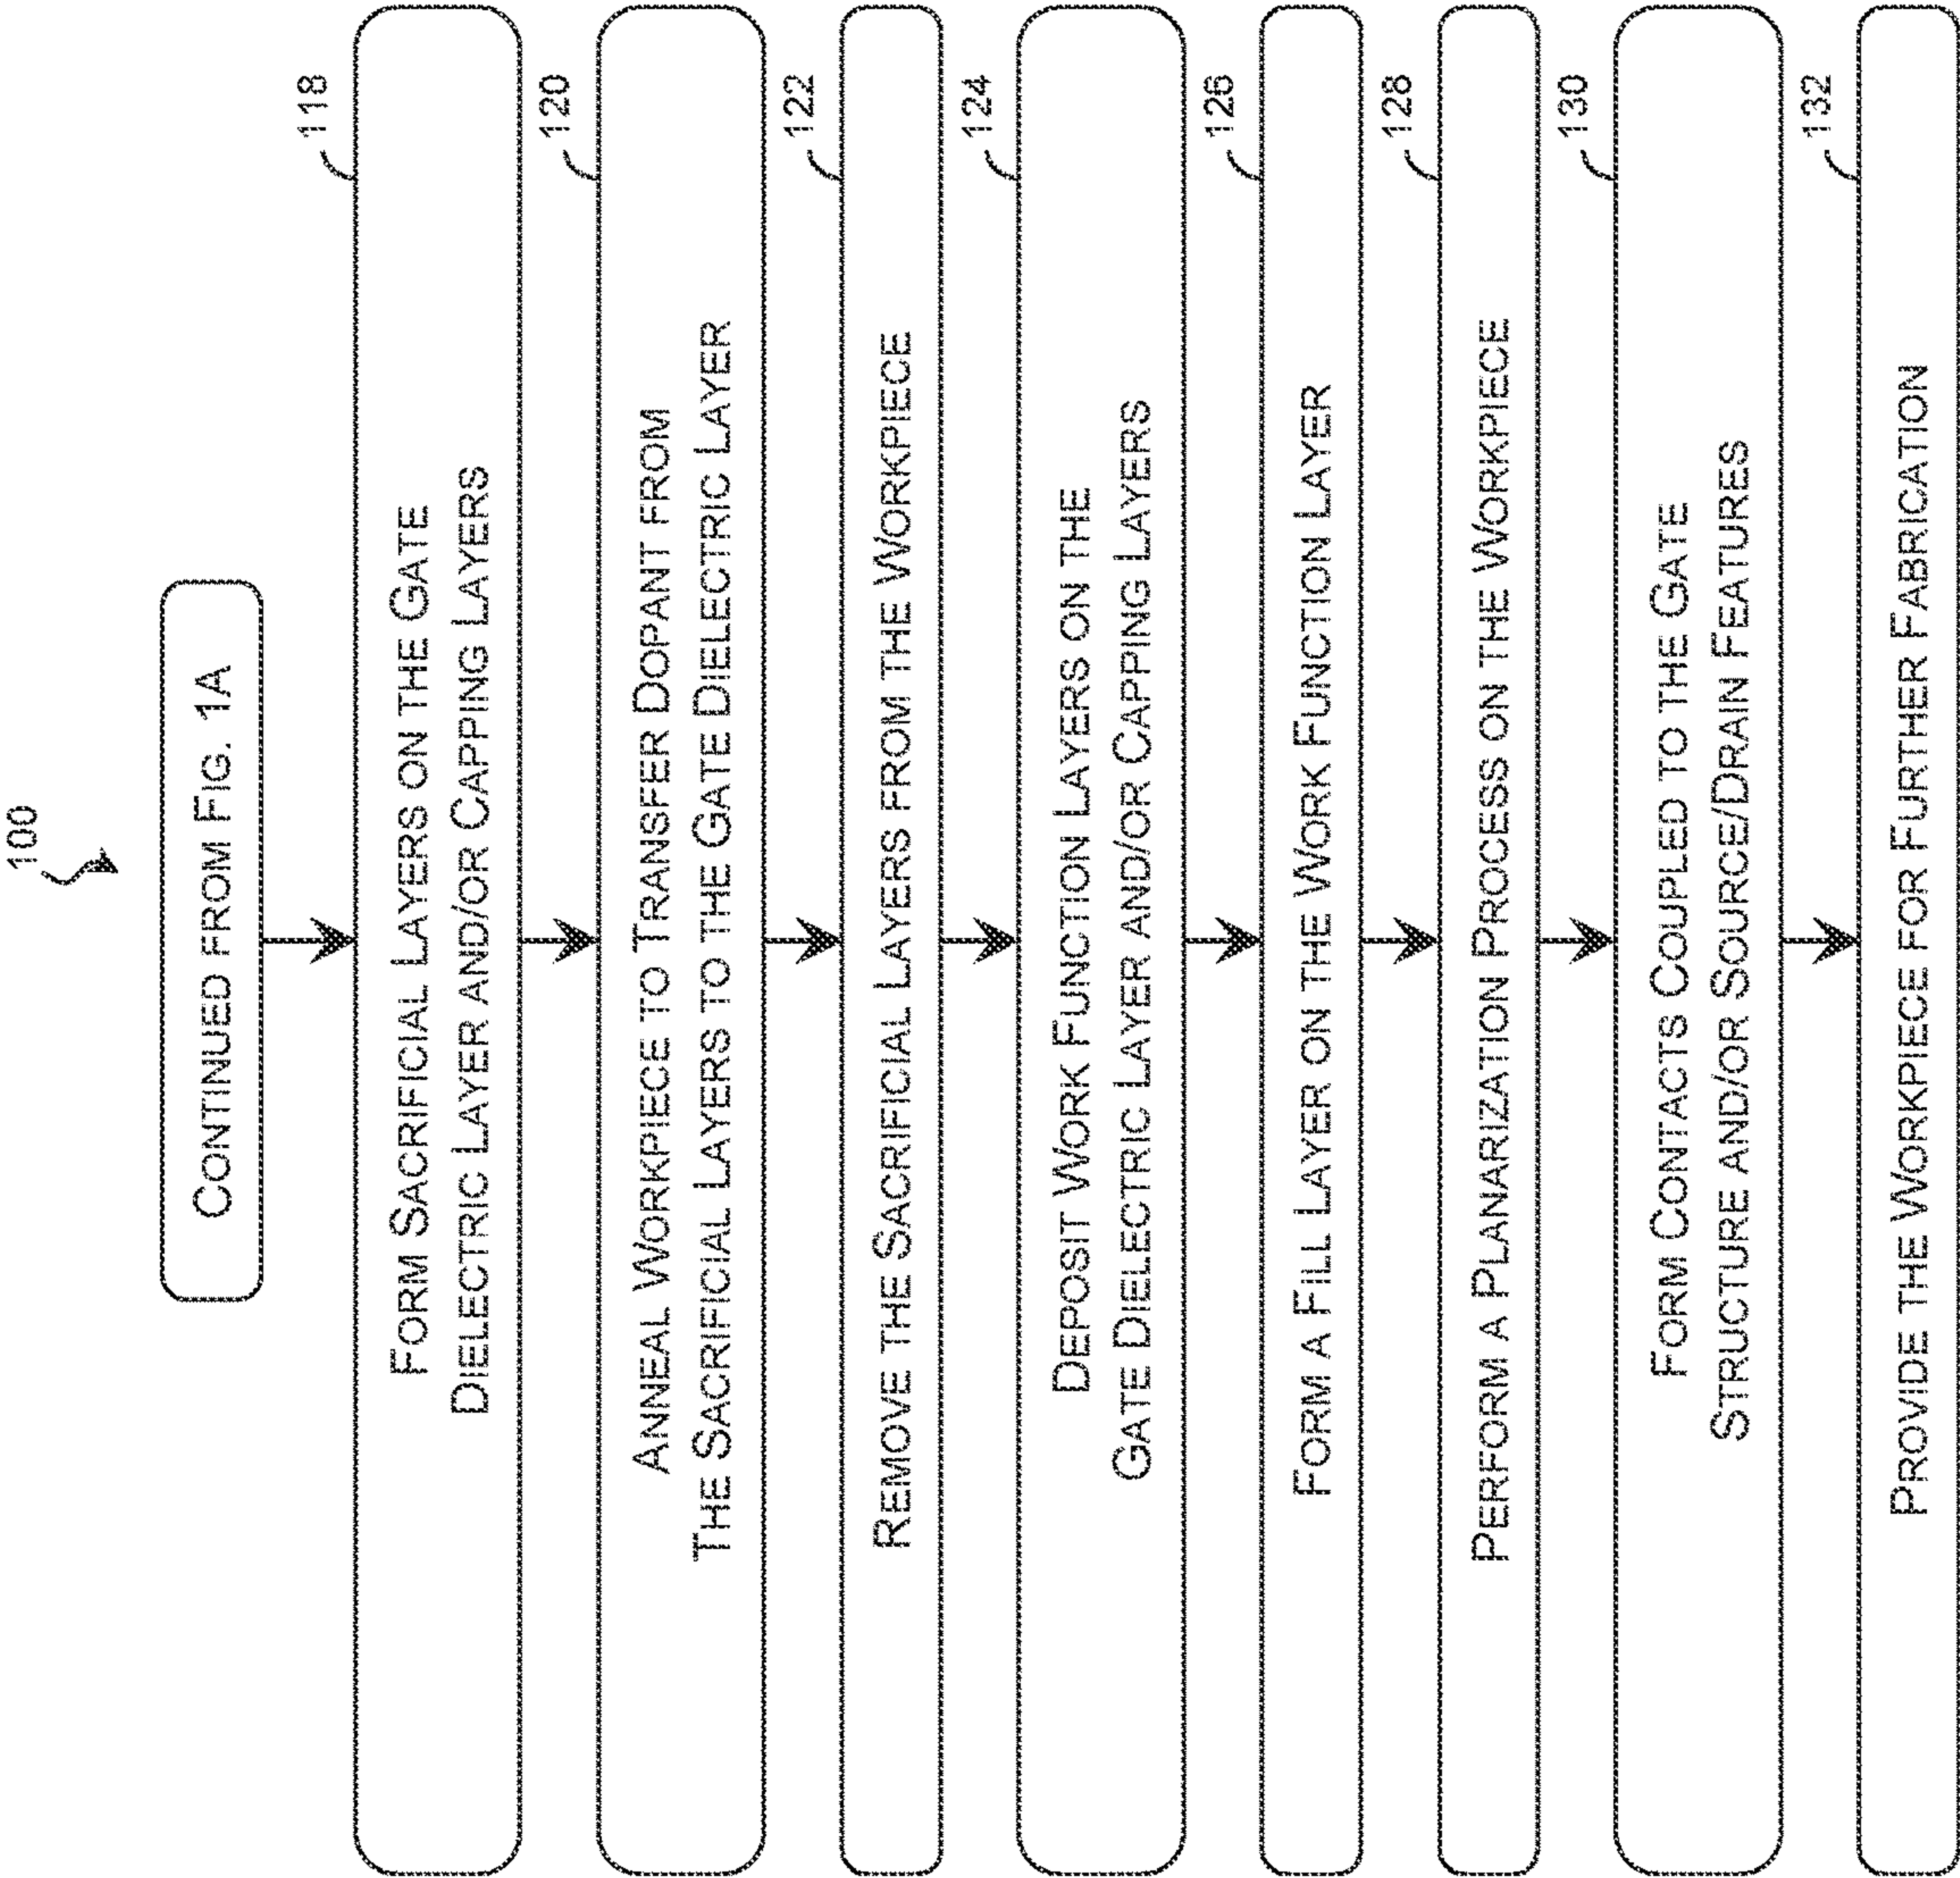 100
CONTINUED FROM FIG. 1A
118
FORM SACRIFICIAL LAYERS ON THE GATE
DIELECTRIC LAYER AND/OR CAPPING LAYERS
120
ANNEAL WORKPIECE TO TRANSFER DOPANT FROM
THE SACRIFICIAL LAYERS TO THE GATE DIELECTRIC LAYER
122
REMOVE THE SACRIFICIAL LAYERS FROM THE WORKPIECE
124
DEPOSIT WORK FUNCTION LAYERS ON THE
GATE DIELECTRIC LAYER AND/OR CAPPING LAYERS
126
FORM A FILL LAYER ON THE WORK FUNCTION LAYER
128
PERFORM A PLANARIZATION PROCESS ON THE WORKPIECE
130
FORM CONTACTS COUPLED TO THE GATE
STRUCTURE AND/OR SOURCE/DRAIN FEATURES
132
PROVIDE THE WORKPIECE FOR FURTHER FABRICATION